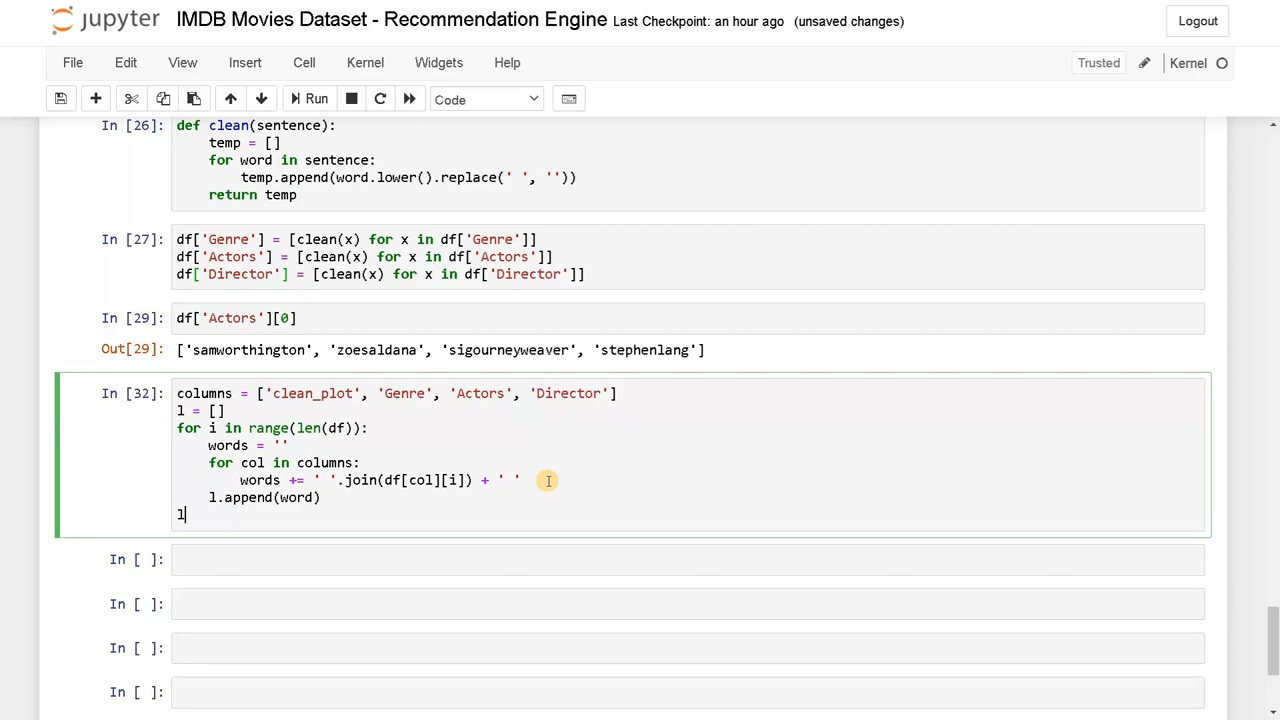 jupyter IMDB Movies Dataset - Recommendation Engine Last Checkpoint: an hour ago (unsaved changes) Logout
File Edit View Insert Cell Kernel Widgets Help Trusted Kernel
Run Code
In [26]: def clean(sentence):
    temp = []
    for word in sentence:
        temp.append(word.lower().replace(' ', ''))
    return temp
In [27]: df['Genre'] = [clean(x) for x in df['Genre']]
df['Actors'] = [clean(x) for x in df['Actors']]
df['Director'] = [clean(x) for x in df['Director']]
In [29]: df['Actors'][0]
Out[29]: ['samworthington', 'zoesaldana', 'sigourneyweaver', 'stephenlang']
In [32]: columns = ['clean_plot', 'Genre', 'Actors', 'Director']
l = []
for i in range(len(df)):
    words = ''
    for col in columns:
        words += ' '.join(df[col][i]) + ' '
    l.append(word)
l
In [ ]:
In [ ]:
In [ ]:
In [ ]: